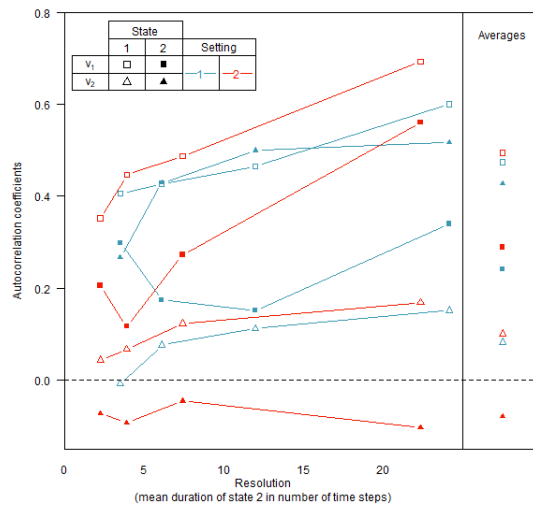 0.8
State
Averages
1
2
Setting
v1
1
2
v2
0.6
0.4
0.2
0.0
Autocorrelation coefficients
0
5
10
15
20
Resolution
(mean duration of state 2 in number of time steps)